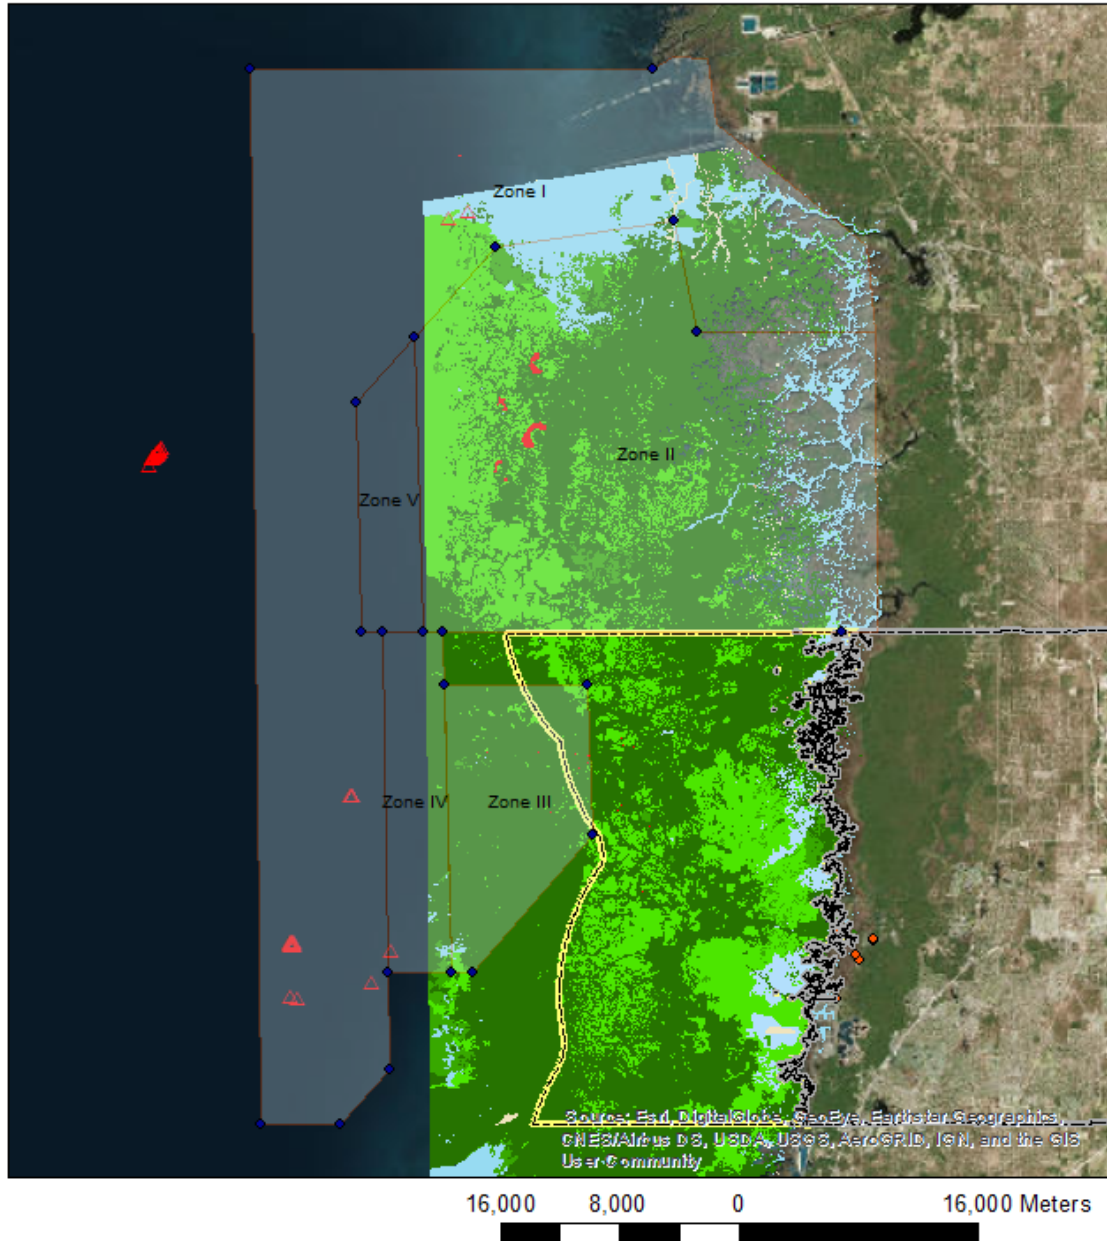 Zone I
Zone II
Zone V
Zone IV
Zone III
Source: Esri, DigitalGlobe, GeoEye, Earthstar Geographics,
CNES/Airbus DS, USDA, USGS, AeroGRID, IGN, and the GIS
User Community
16,000 8,000 0 16,000 Meters